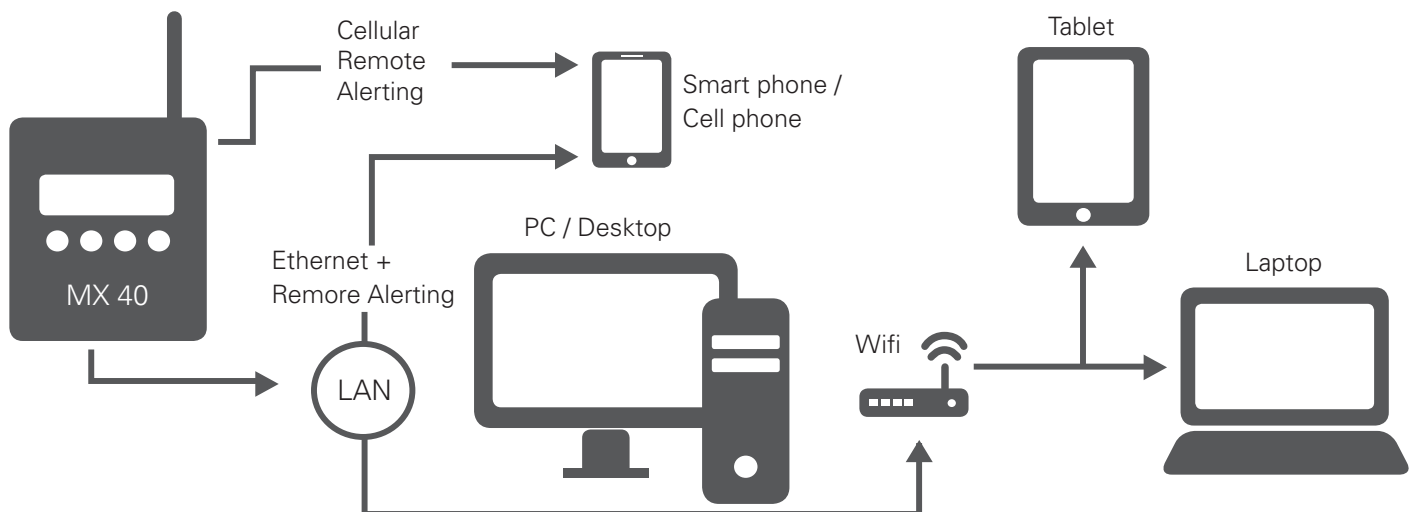 Cellular
Remote
Alerting
Smart phone /
Cell phone
Tablet
MX 40
Ethernet +
Remore Alerting
LAN
PC / Desktop
Wifi
Laptop